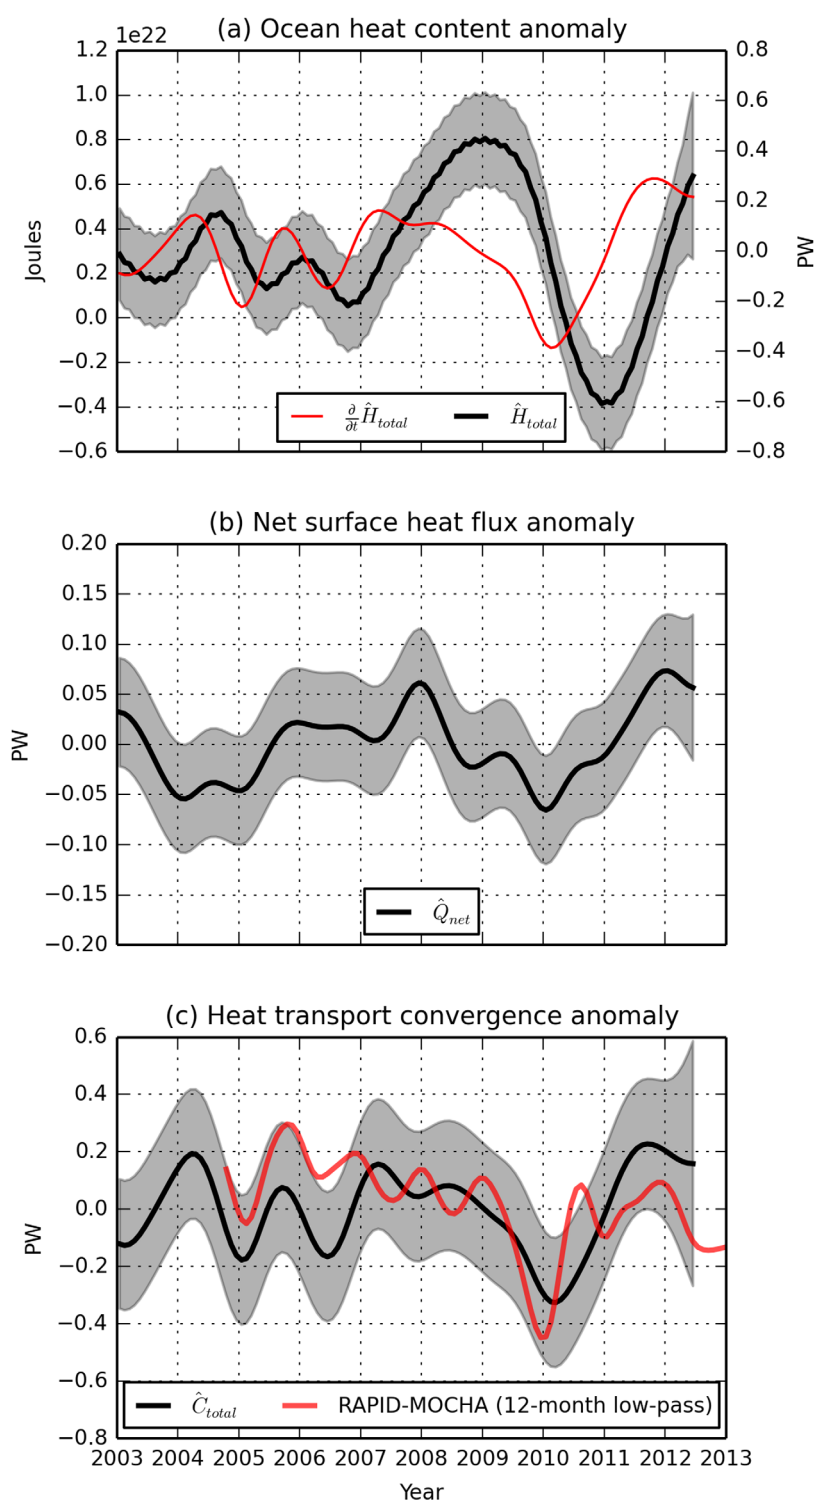 (a) Ocean heat content anomaly
1e22
1.2
1.0
0.8
0.6
0.4
0.2
0.0
−0.2
−0.4
−0.6
Joules
0.8
0.6
0.4
0.2
0.0
−0.2
−0.4
−0.6
−0.8
PW
∂/∂t Ĥ_total Ĥ_total
(b) Net surface heat flux anomaly
0.20
0.15
0.10
0.05
0.00
−0.05
−0.10
−0.15
−0.20
PW
Q̂_net
(c) Heat transport convergence anomaly
0.6
0.4
0.2
0.0
−0.2
−0.4
−0.6
−0.8
PW
Ĉ_total RAPID-MOCHA (12-month low-pass)
2003 2004 2005 2006 2007 2008 2009 2010 2011 2012 2013
Year